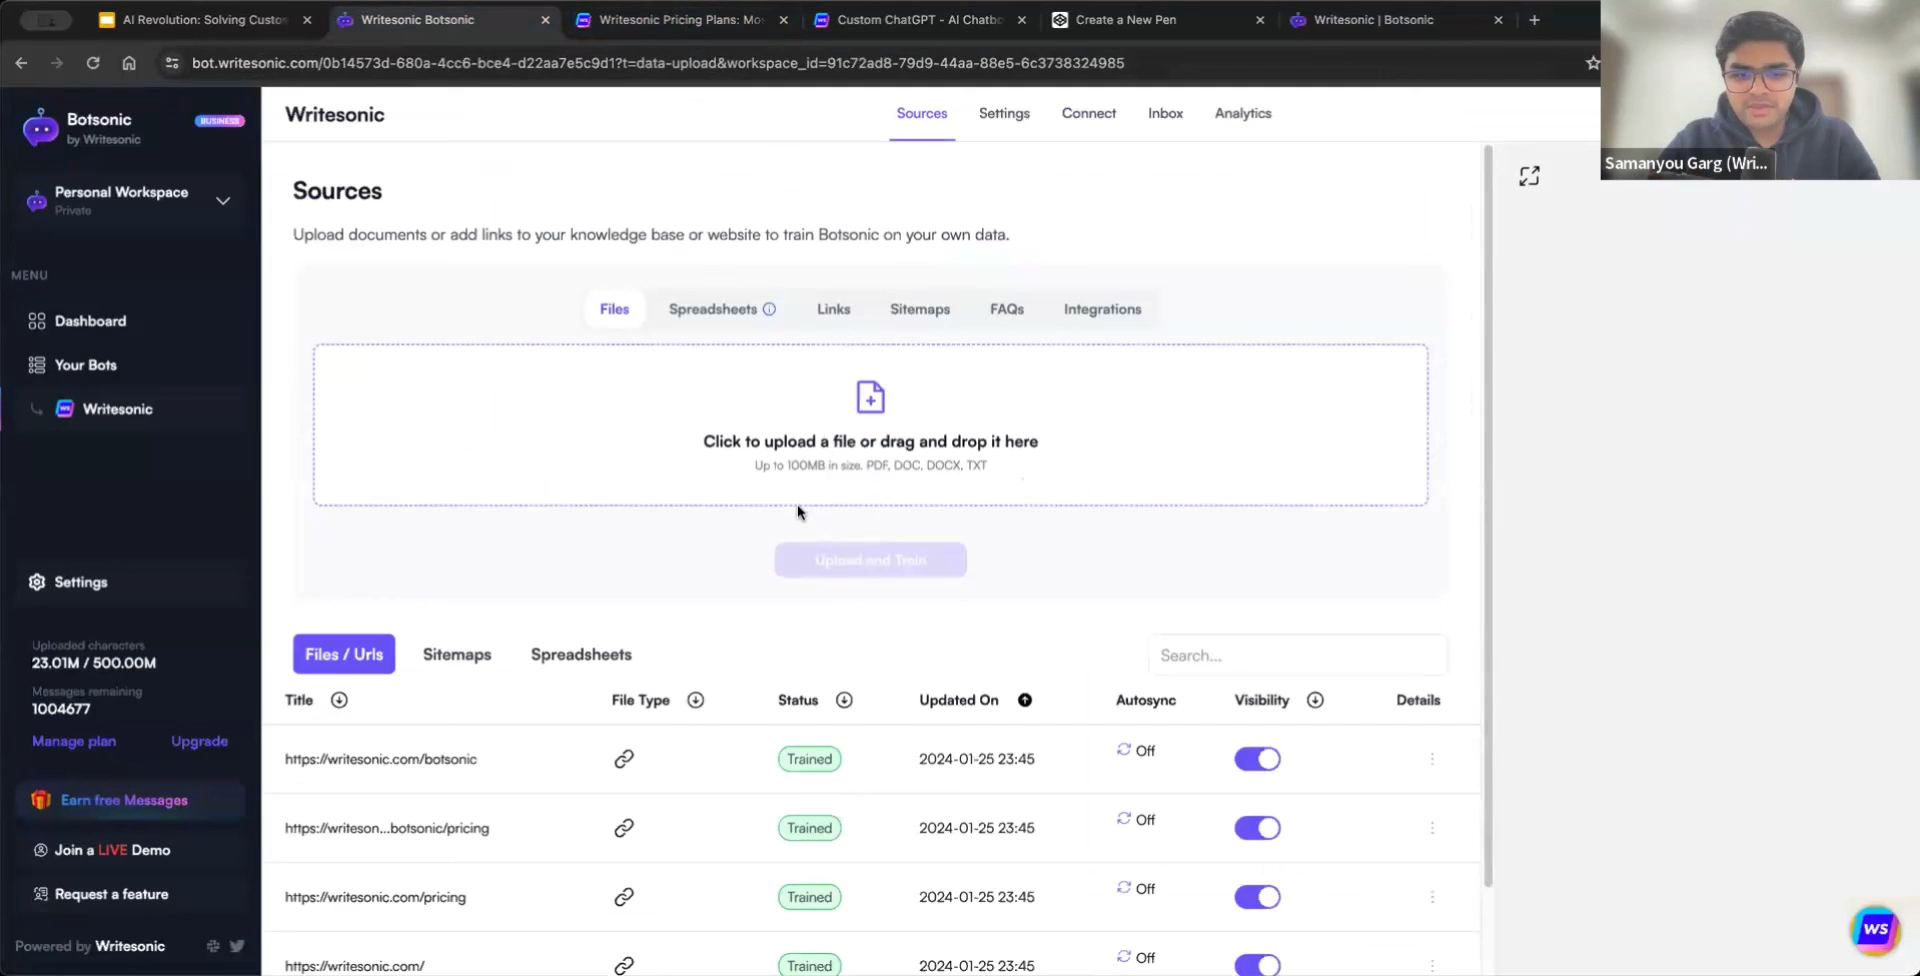 AI Revolution: Solving Custo
Writesonic Botsonic
Writesonic Pricing Plans: Mo
Custom ChatGPT - AI Chatb
Create a New Pen
Writesonic | Botsonic
bot.writesonic.com/0b14573d-680a-4cc6-bce4-d22aa7e5c9d1?t=data-upload&workspace_id=91c72ad8-79d9-44aa-88e5-6c3738324985
Samanyou Garg (Wri...
Botsonic
by Writesonic
BUSINESS
Personal Workspace
Private
MENU
Dashboard
Your Bots
Writesonic
Settings
Uploaded characters
23.01M / 500.00M
Messages remaining
1004677
Manage plan
Upgrade
Earn free Messages
Join a LIVE Demo
Request a feature
Powered by Writesonic
Writesonic
Sources
Settings
Connect
Inbox
Analytics
Sources
Upload documents or add links to your knowledge base or website to train Botsonic on your own data.
Files
Spreadsheets
Links
Sitemaps
FAQs
Integrations
Click to upload a file or drag and drop it here
Up to 100MB in size. PDF, DOC, DOCX, TXT
Upload and Train
Files / Urls
Sitemaps
Spreadsheets
Search...
Title File Type Status Updated On Autosync Visibility Details
https://writesonic.com/botsonic Trained 2024-01-25 23:45 Off
https://writeson...botsonic/pricing Trained 2024-01-25 23:45 Off
https://writesonic.com/pricing Trained 2024-01-25 23:45 Off
https://writesonic.com/ Trained 2024-01-25 23:45 Off
WS